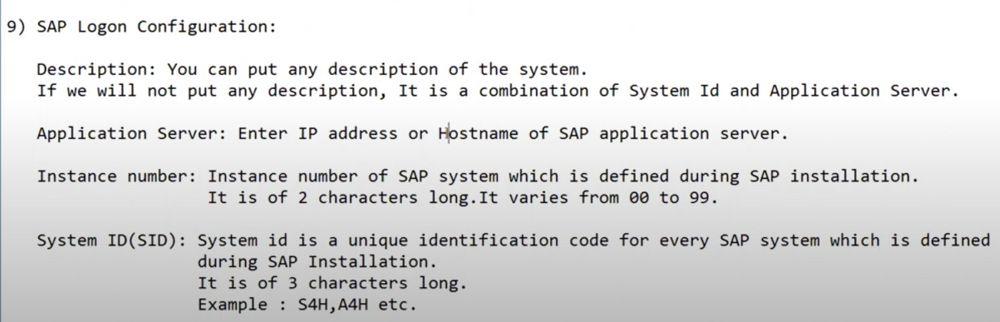 9) SAP Logon Configuration:
Description: You can put any description of the system.
If we will not put any description, It is a combination of System Id and Application Server.
Application Server: Enter IP address or Hostname of SAP application server.
Instance number: Instance number of SAP system which is defined during SAP installation.
It is of 2 characters long.It varies from 00 to 99.
System ID(SID): System id is a unique identification code for every SAP system which is defined
during SAP Installation.
It is of 3 characters long.
Example : S4H,A4H etc.